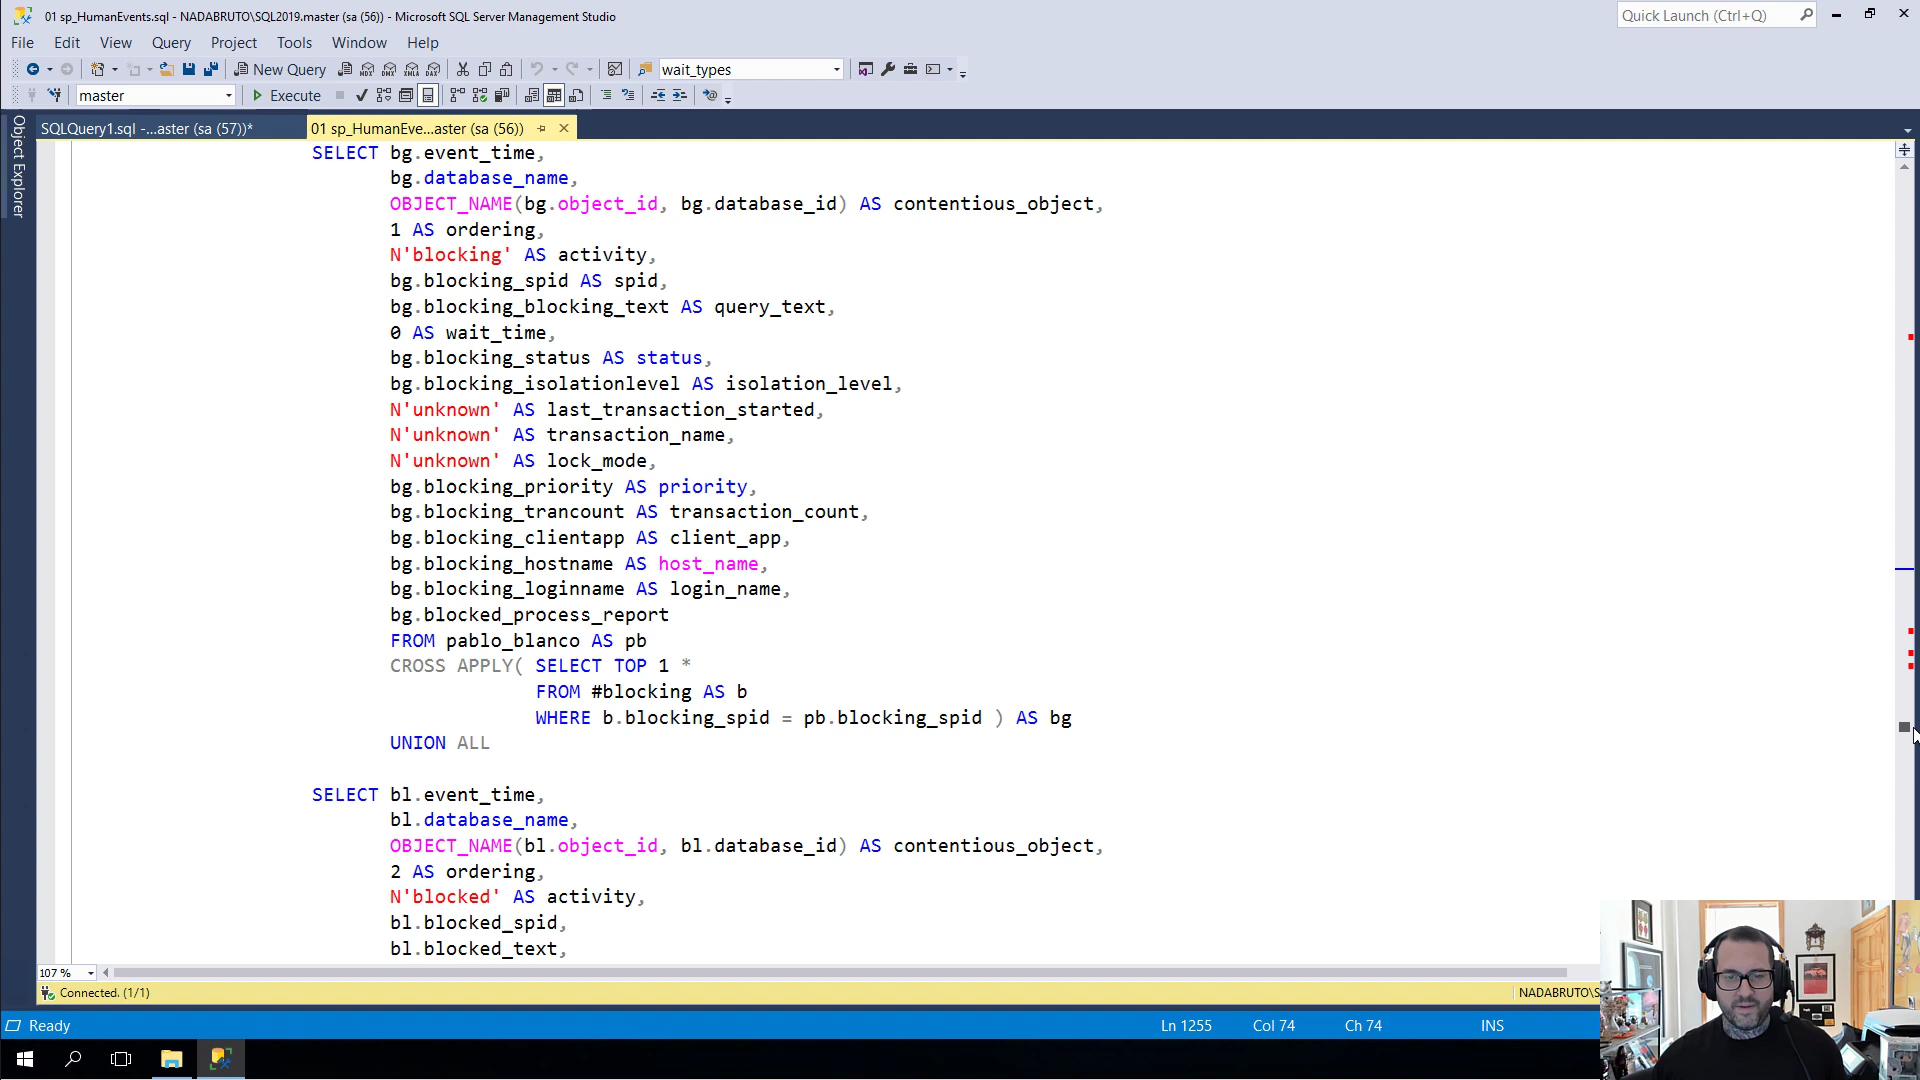 01 sp_HumanEvents.sql - NADABRUTO\SQL2019.master (sa (56)) - Microsoft SQL Server Management Studio
Quick Launch (Ctrl+Q)
File Edit View Query Project Tools Window Help
New Query
MDX DMX XMLA DAX
wait_types
master
Execute
Object Explorer
SQLQuery1.sql -...aster (sa (57))*
01 sp_HumanEve...aster (sa (56))
SELECT bg.event_time,
bg.database_name,
OBJECT_NAME(bg.object_id, bg.database_id) AS contentious_object,
1 AS ordering,
N'blocking' AS activity,
bg.blocking_spid AS spid,
bg.blocking_blocking_text AS query_text,
0 AS wait_time,
bg.blocking_status AS status,
bg.blocking_isolationlevel AS isolation_level,
N'unknown' AS last_transaction_started,
N'unknown' AS transaction_name,
N'unknown' AS lock_mode,
bg.blocking_priority AS priority,
bg.blocking_trancount AS transaction_count,
bg.blocking_clientapp AS client_app,
bg.blocking_hostname AS host_name,
bg.blocking_loginname AS login_name,
bg.blocked_process_report
FROM pablo_blanco AS pb
CROSS APPLY( SELECT TOP 1 *
FROM #blocking AS b
WHERE b.blocking_spid = pb.blocking_spid ) AS bg
UNION ALL
SELECT bl.event_time,
bl.database_name,
OBJECT_NAME(bl.object_id, bl.database_id) AS contentious_object,
2 AS ordering,
N'blocked' AS activity,
bl.blocked_spid,
bl.blocked_text,
107 %
Connected. (1/1)
NADABRUTO\S
Ready
Ln 1255
Col 74
Ch 74
INS